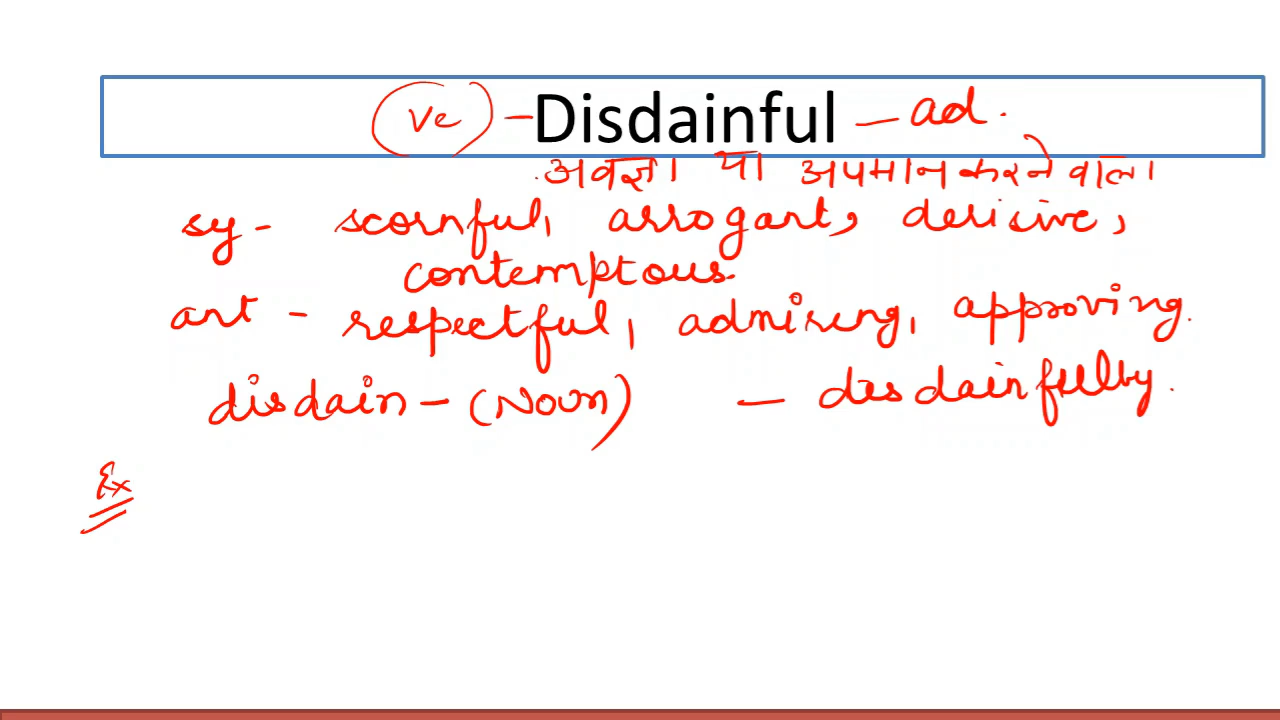 (ve) - Disdainful - ad.
अवज्ञा या अपमान करने वाला
sy - scornful, arrogant, derisive,
contemptous.
ant - respectful, admiring, approving.
disdain - (Noun) - disdainfully.
Ex